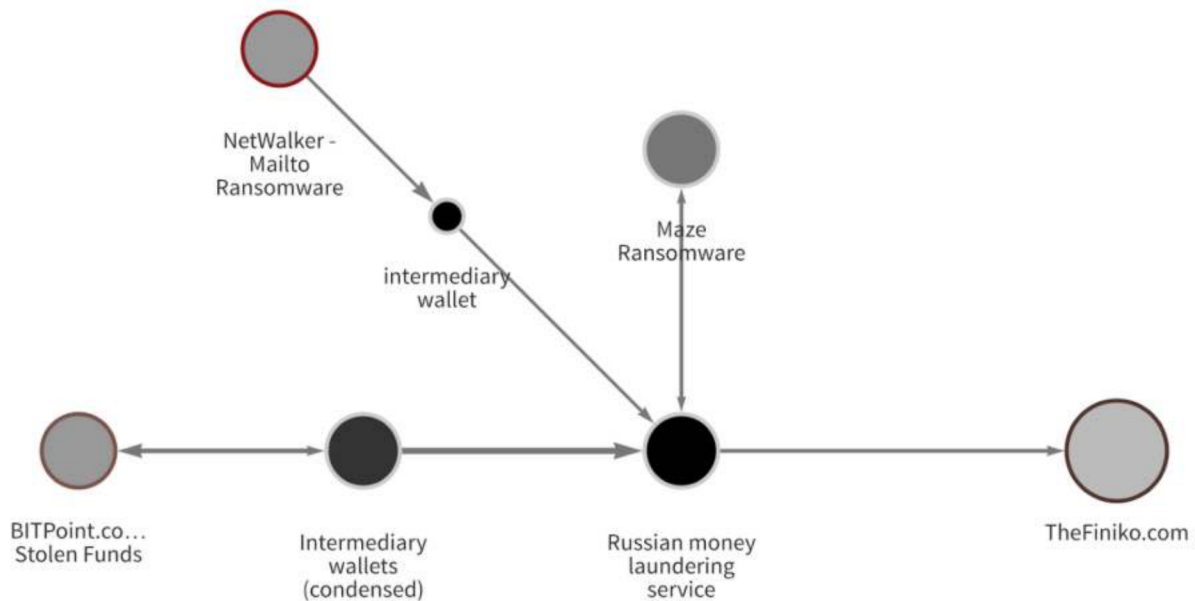 NetWalker -
Mailto
Ransomware
Maze
Ransomware
intermediary
wallet
BITPoint.co...
Stolen Funds
Intermediary
wallets
(condensed)
Russian money
laundering
service
TheFiniko.com